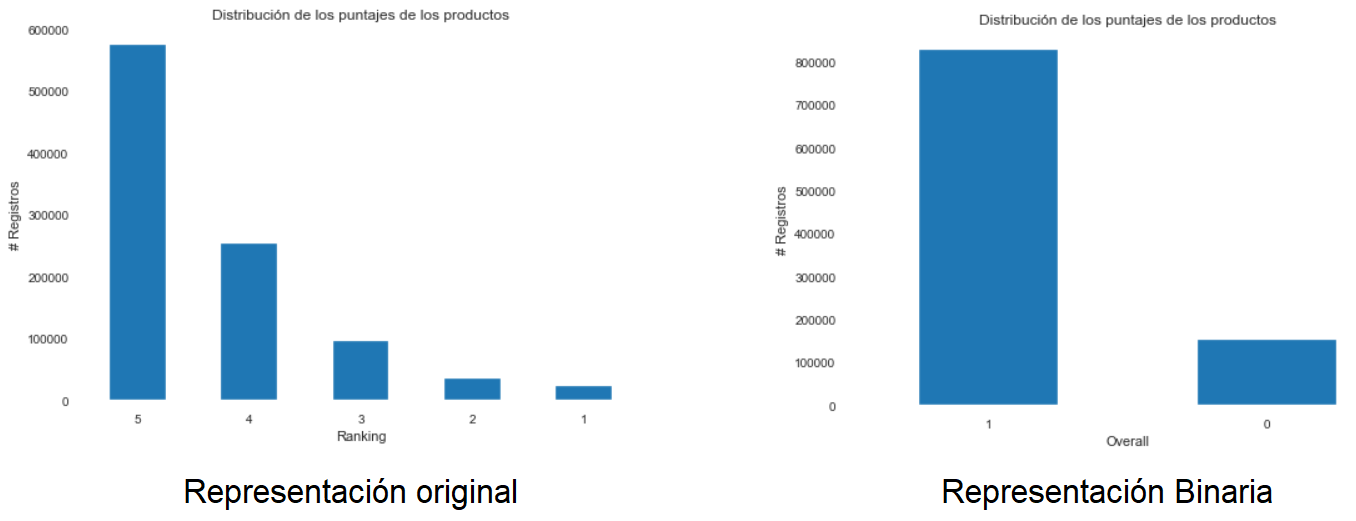 Distribución de los puntajes de los productos
600000
500000
400000
300000
200000
100000
0
# Registros
5 4 3 2 1
Ranking
Representación original
Distribución de los puntajes de los productos
800000
700000
600000
500000
400000
300000
200000
100000
0
# Registros
1 0
Overall
Representación Binaria